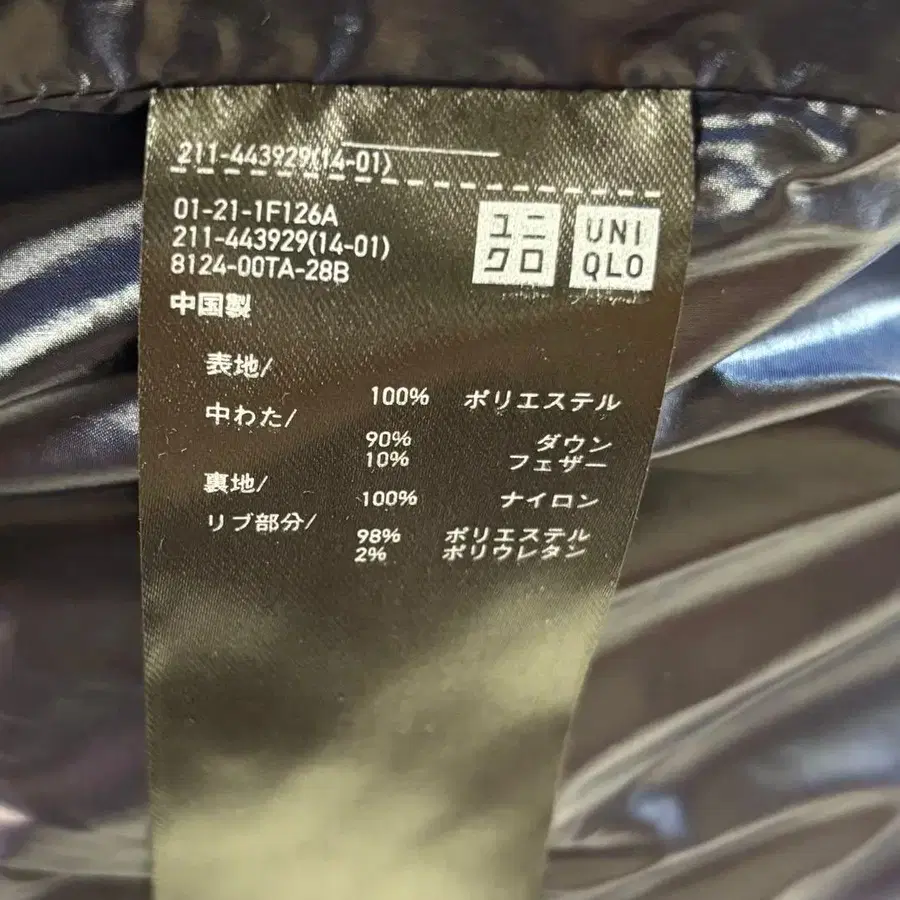 211-443929(14-01)
01-21-1F126A
211-443929(14-01)
8124-00TA-28B
中国製
ユニクロ
UNIQLO
表地/
100% ポリエステル
中わた/
90% ダウン
10% フェザー
裏地/
100% ナイロン
リブ部分/
98% ポリエステル
2% ポリウレタン